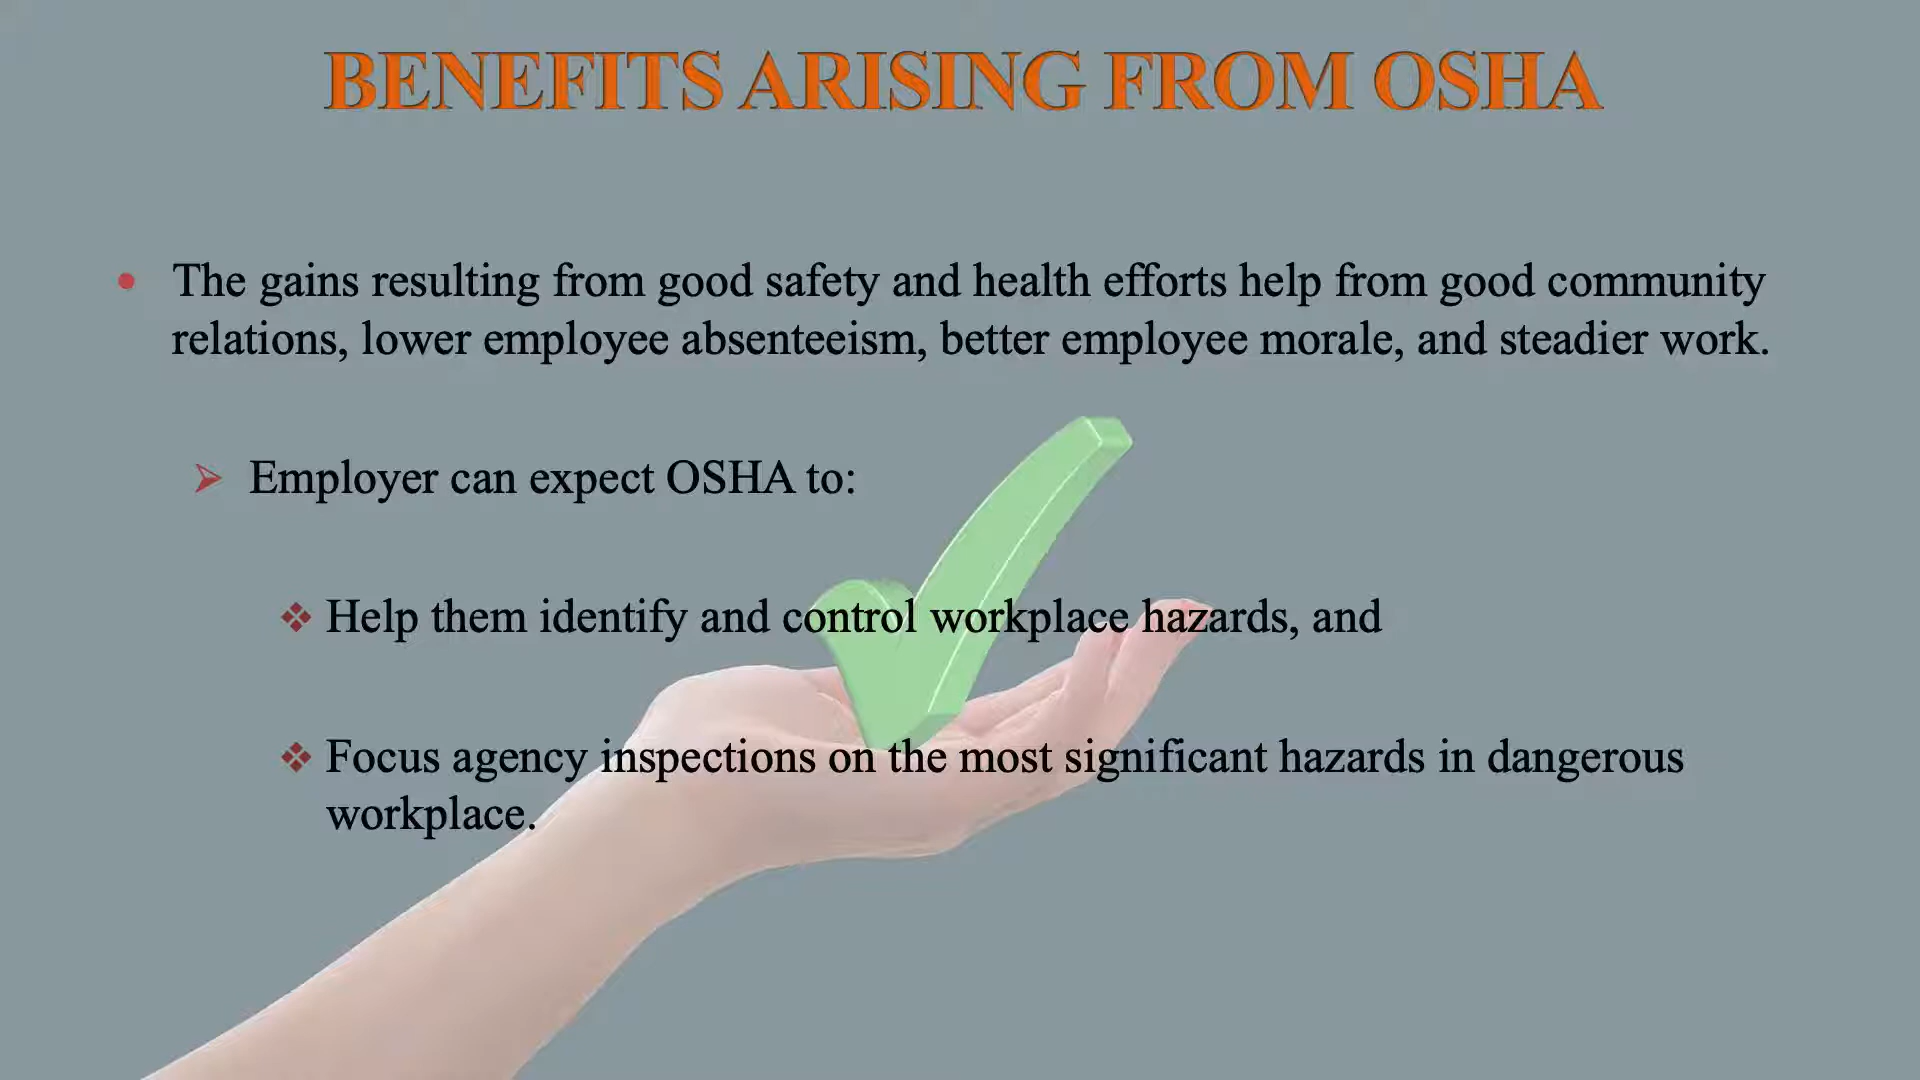 BENEFITS ARISING FROM OSHA
The gains resulting from good safety and health efforts help from good community
relations, lower employee absenteeism, better employee morale, and steadier work.
Employer can expect OSHA to:
Help them identify and control workplace hazards, and
Focus agency inspections on the most significant hazards in dangerous
workplace.